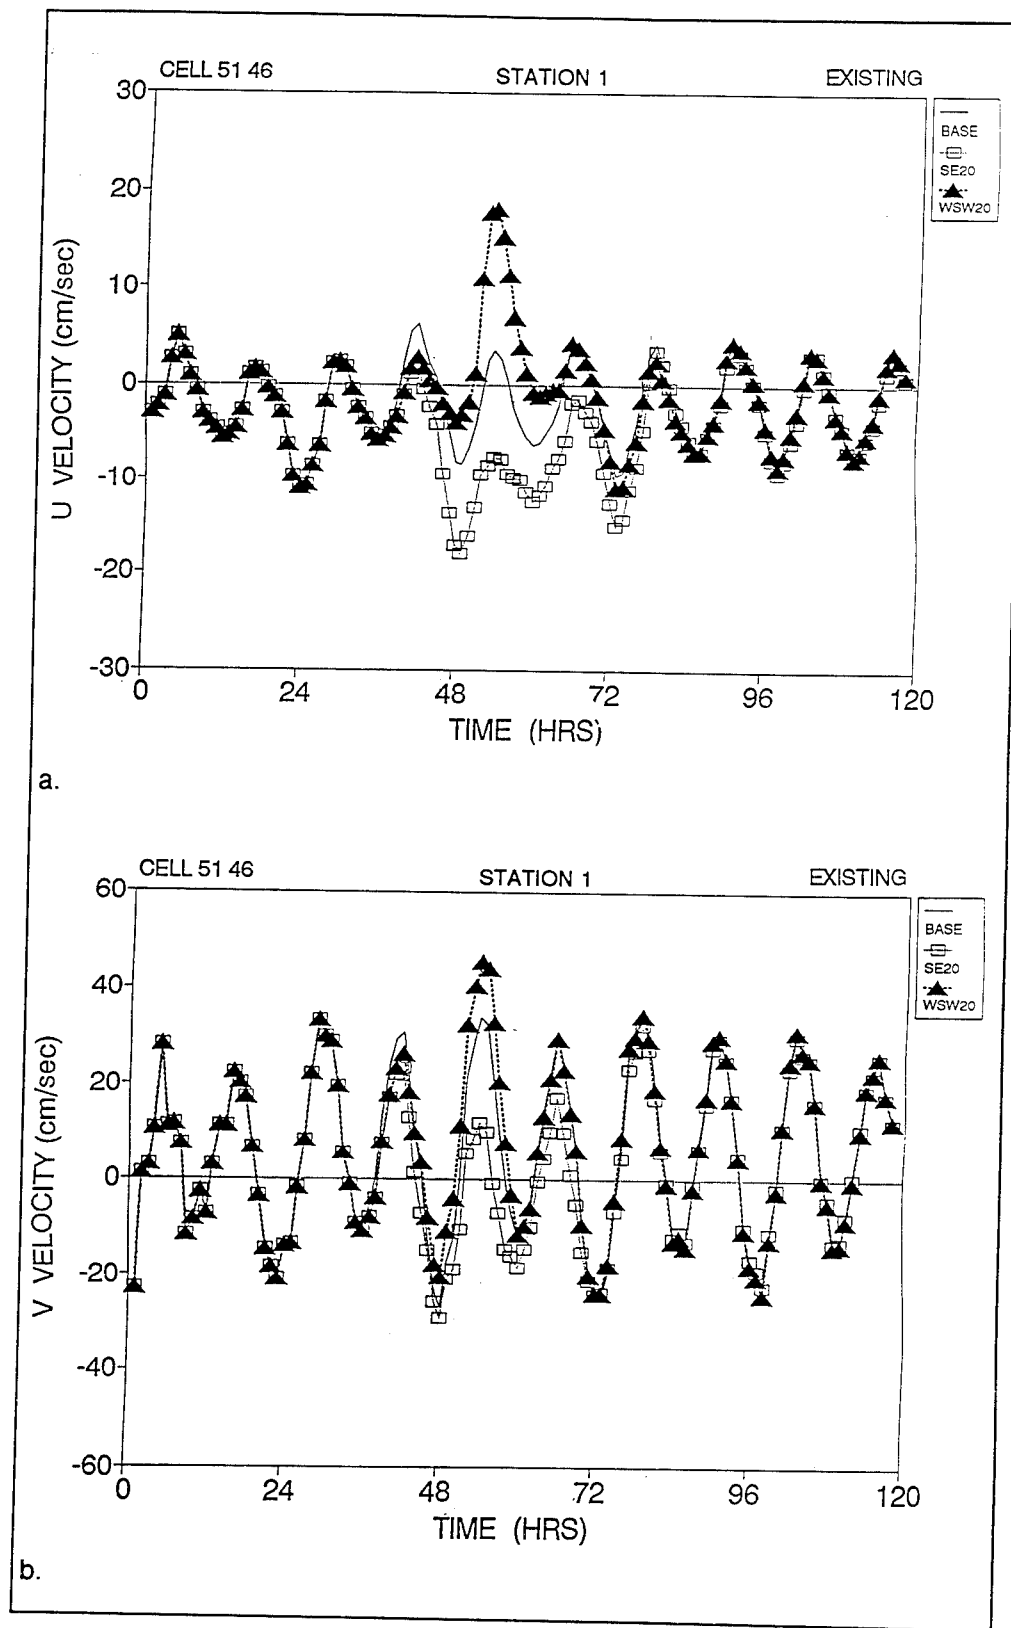 CELL 51 46 STATION 1 EXISTING
30
20
10
0
-10
-20
-30
U VELOCITY (cm/sec)
0 24 48 72 96 120
TIME (HRS)
BASE
SE20
WSW20
a.
CELL 51 46 STATION 1 EXISTING
60
40
20
0
-20
-40
-60
V VELOCITY (cm/sec)
0 24 48 72 96 120
TIME (HRS)
BASE
SE20
WSW20
b.